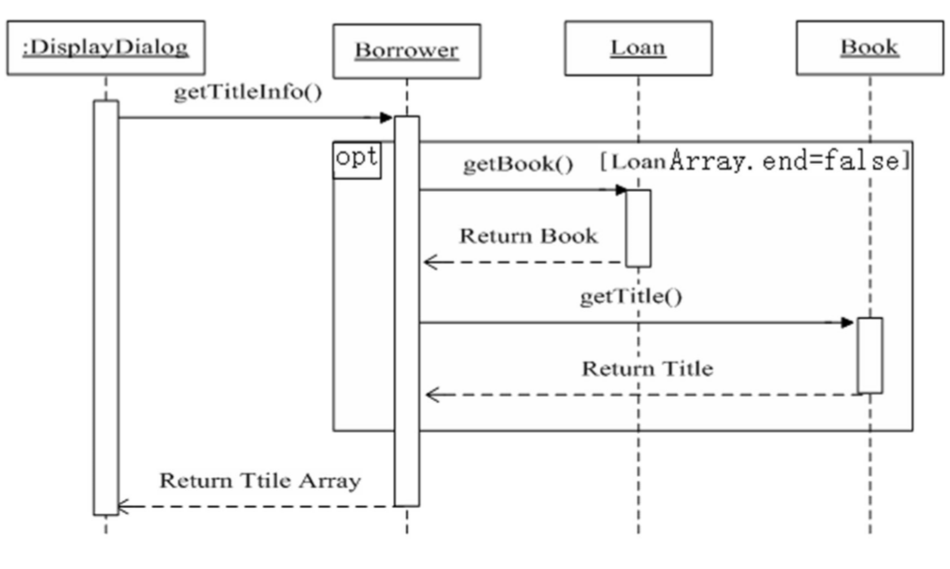 :DisplayDialog
Borrower
Loan
Book
getTitleInfo()
opt
getBook()
[LoanArray.end=false]
Return Book
getTitle()
Return Title
Return Ttile Array